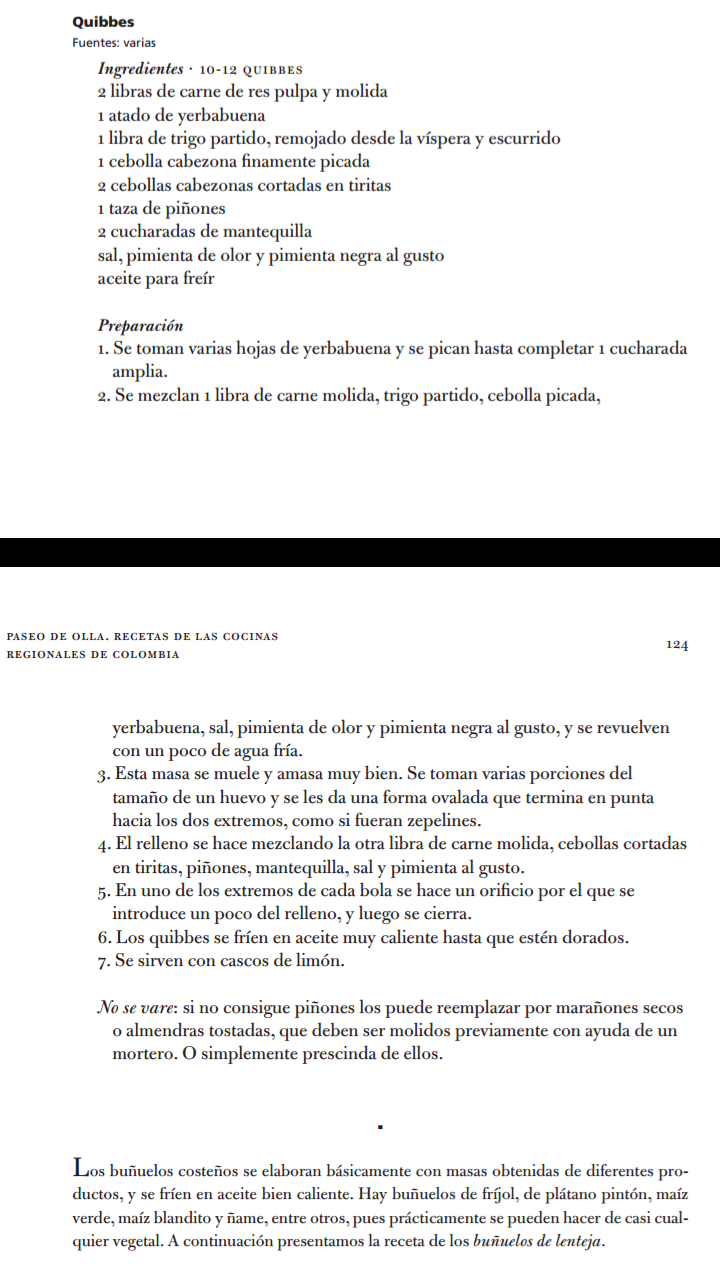 Quibbes
Fuentes: varias
Ingredientes · 10-12 QUIBBES
2 libras de carne de res pulpa y molida
1 atado de yerbabuena
1 libra de trigo partido, remojado desde la víspera y escurrido
1 cebolla cabezona finamente picada
2 cebollas cabezonas cortadas en tiritas
1 taza de piñones
2 cucharadas de mantequilla
sal, pimienta de olor y pimienta negra al gusto
aceite para freír
Preparación
1. Se toman varias hojas de yerbabuena y se pican hasta completar 1 cucharada
amplia.
2. Se mezclan 1 libra de carne molida, trigo partido, cebolla picada,
PASEO DE OLLA. RECETAS DE LAS COCINAS
REGIONALES DE COLOMBIA
124
yerbabuena, sal, pimienta de olor y pimienta negra al gusto, y se revuelven
con un poco de agua fría.
3. Esta masa se muele y amasa muy bien. Se toman varias porciones del
tamaño de un huevo y se les da una forma ovalada que termina en punta
hacia los dos extremos, como si fueran zepelines.
4. El relleno se hace mezclando la otra libra de carne molida, cebollas cortadas
en tiritas, piñones, mantequilla, sal y pimienta al gusto.
5. En uno de los extremos de cada bola se hace un orificio por el que se
introduce un poco del relleno, y luego se cierra.
6. Los quibbes se fríen en aceite muy caliente hasta que estén dorados.
7. Se sirven con cascos de limón.
No se vare: si no consigue piñones los puede reemplazar por marañones secos
o almendras tostadas, que deben ser molidos previamente con ayuda de un
mortero. O simplemente prescinda de ellos.
Los buñuelos costeños se elaboran básicamente con masas obtenidas de diferentes pro-
ductos, y se fríen en aceite bien caliente. Hay buñuelos de fríjol, de plátano pintón, maíz
verde, maíz blandito y ñame, entre otros, pues prácticamente se pueden hacer de casi cual-
quier vegetal. A continuación presentamos la receta de los buñuelos de lenteja.